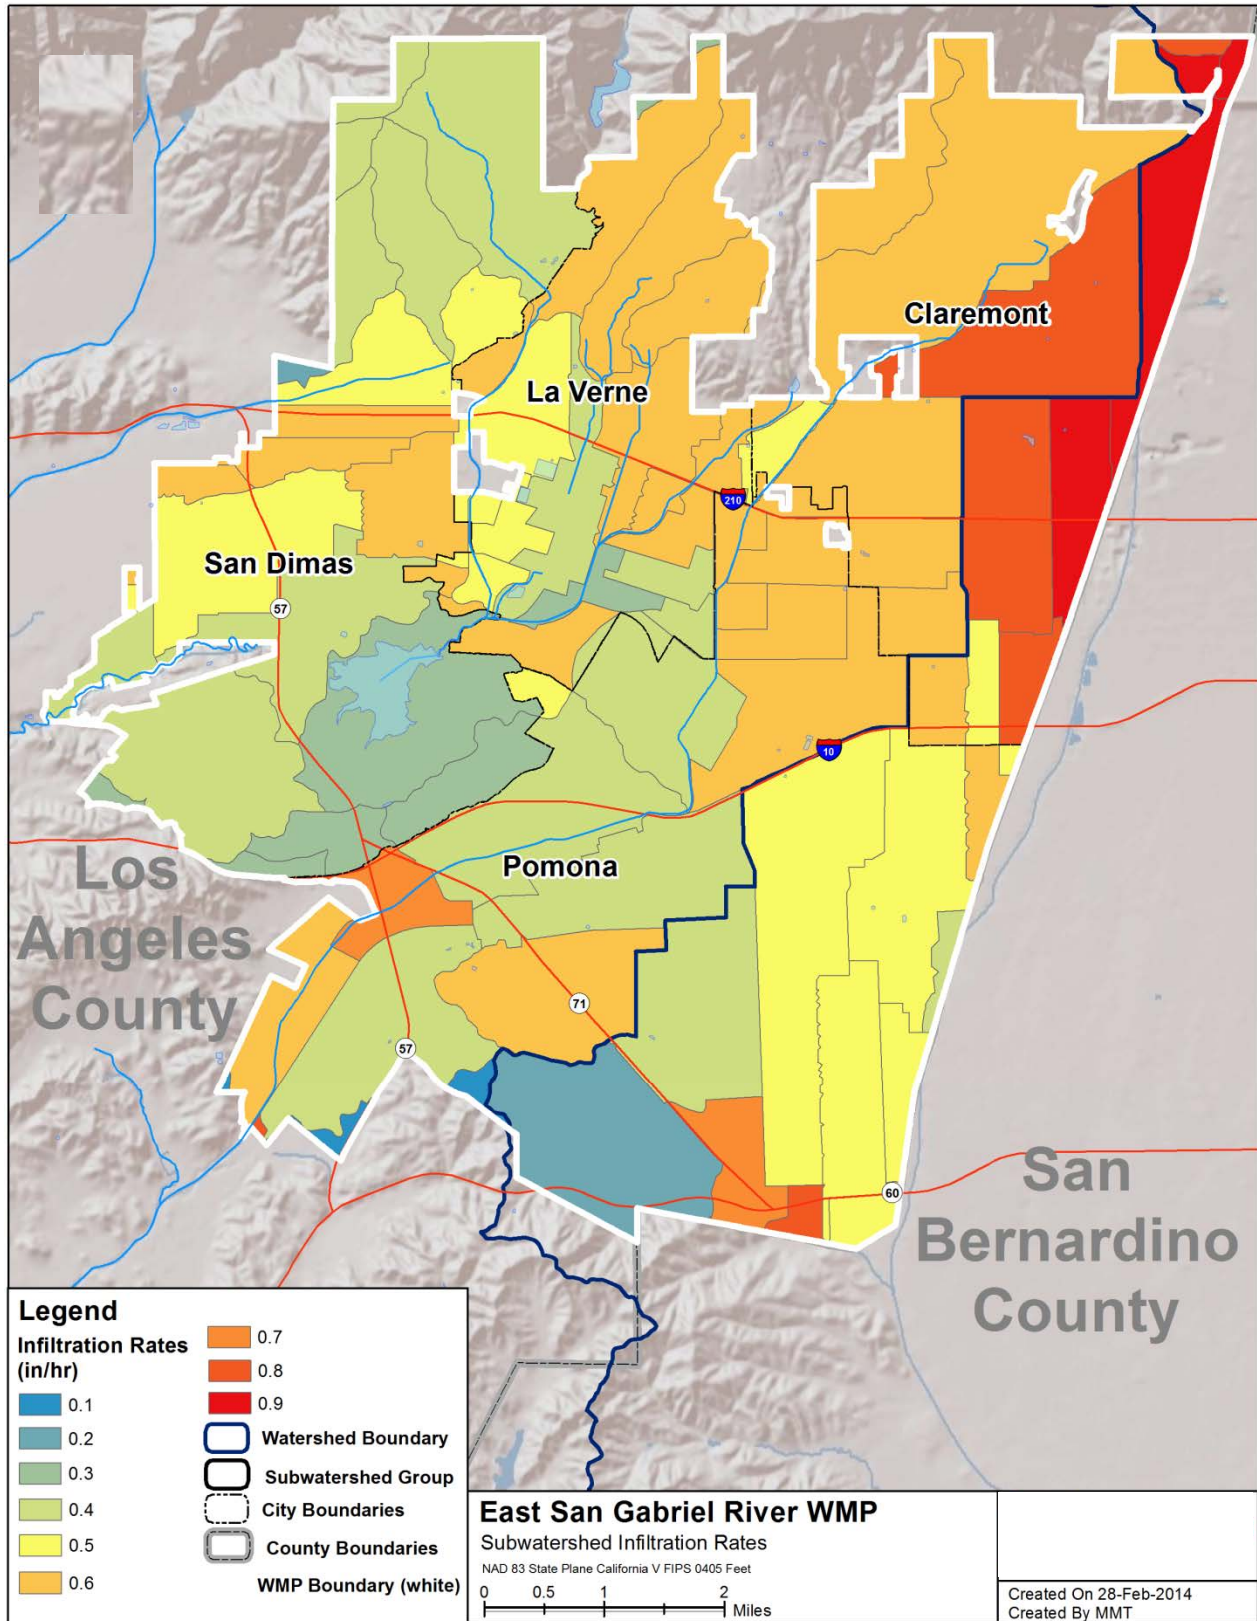 Claremont
La Verne
210
San Dimas
57
10
Pomona
Los
Angeles
County
71
57
San
Bernardino
County
60
Legend
Infiltration Rates
(in/hr)
0.1
0.2
0.3
0.4
0.5
0.6
0.7
0.8
0.9
Watershed Boundary
Subwatershed Group
City Boundaries
County Boundaries
WMP Boundary (white)
East San Gabriel River WMP
Subwatershed Infiltration Rates
NAD 83 State Plane California V FIPS 0405 Feet
0 0.5 1 2
Miles
Created On 28-Feb-2014
Created By MMT